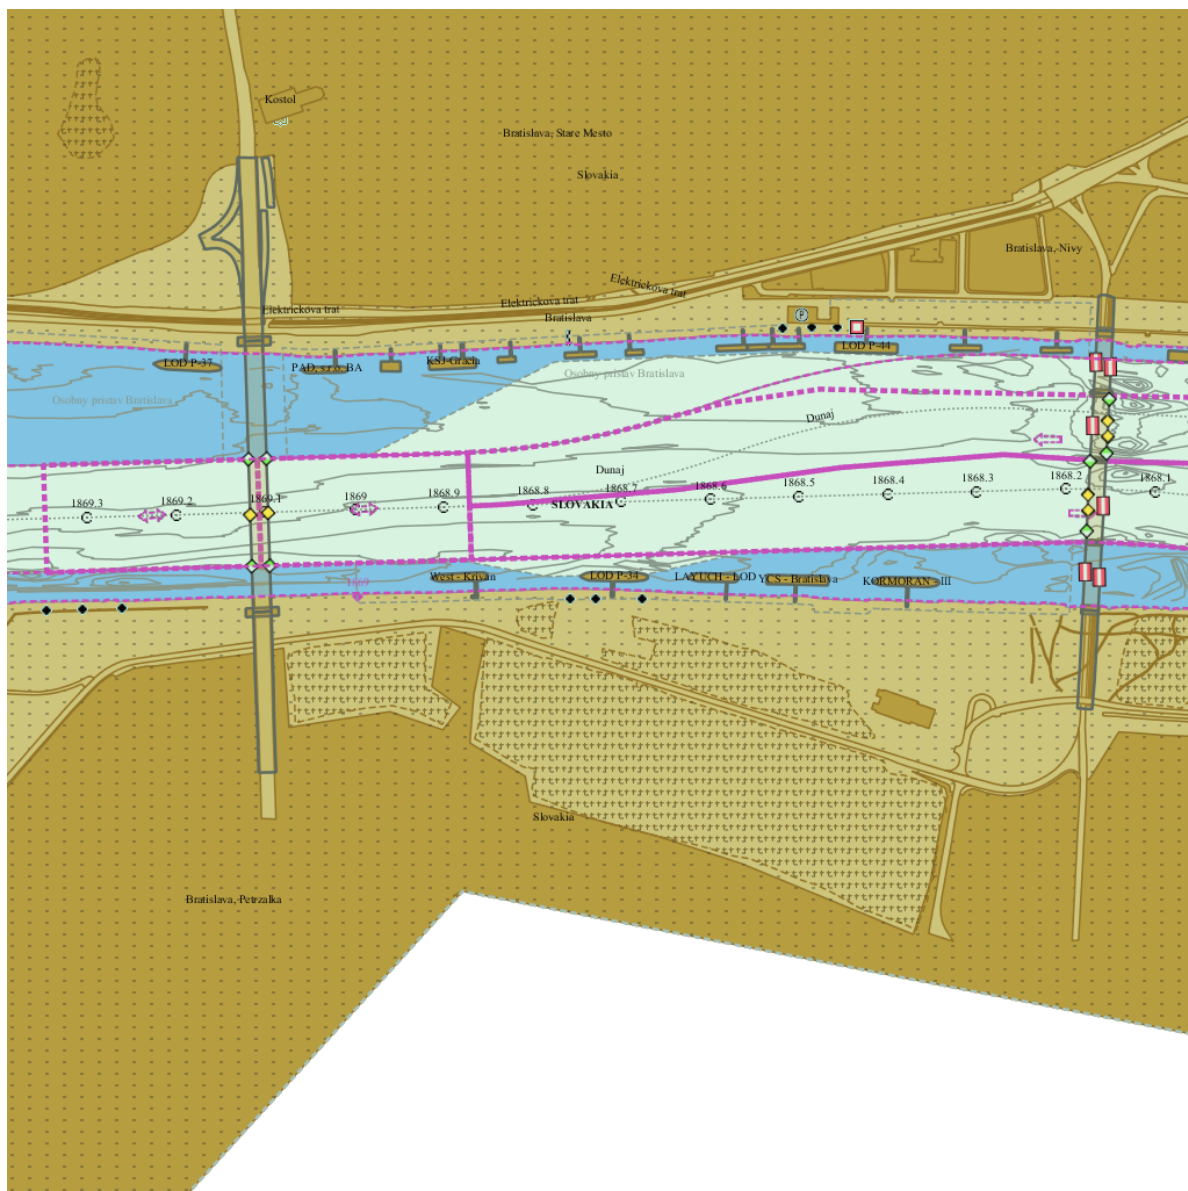 Kostol
Bratislava, Stare Mesto
Slovakia
Bratislava, Nivy
Elektrickova trat
Elektrickova trat
Elektrickova trat
Bratislava
P
LOD P-37
PAD, s.r.o. BA
KSJ Gracia
LOD P-44
Osobny pristav Bratislava
Osobny pristav Bratislava
Dunaj
Dunaj
1869.3
1869.2
1869.1
1869
1868.9
1868.8
1868.7
1868.6
1868.5
1868.4
1868.3
1868.2
1868.1
SLOVAKIA
1869
West - Krivan
LOD P-34
LAYUCH - LOD
YCS - Bratislava
KORMORAN - III
Slovakia
Bratislava, Petrzalka